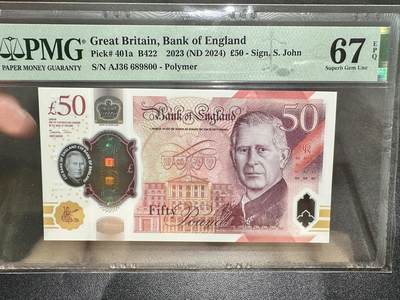 PMG
PAPER MONEY GUARANTY
Great Britain, Bank of England
Pick# 401a B422 2023 (ND 2024) £50 - Sign. S. John
S/N AJ36 689800 - Polymer
67 EPQ
Superb Gem Unc
£50
Bank of England
50
Fifty
Pounds